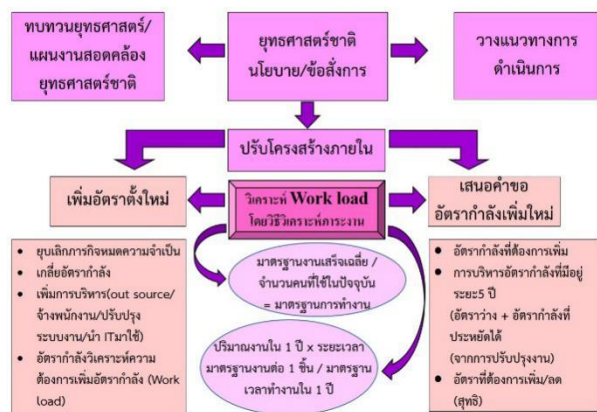 ทบทวนยุทธศาสตร์/
แผนงานสอดคล้อง
ยุทธศาสตร์ชาติ
ยุทธศาสตร์ชาติ
นโยบาย/ข้อสั่งการ
วางแนวทางการ
ดำเนินการ
ปรับโครงสร้างภายใน
เพิ่มอัตราตั้งใหม่
วิเคราะห์ Work load
โดยวิธีวิเคราะห์ภาระงาน
เสนอคำขอ
อัตรากำลังเพิ่มใหม่
• ยุบเลิกภารกิจหมดความจำเป็น
• เกลี่ยอัตรากำลัง
• เพิ่มการบริหาร(out source/
จ้างพนักงาน/ปรับปรุง
ระบบงาน/นำ ITมาใช้)
• อัตรากำลังวิเคราะห์ความ
ต้องการเพิ่มอัตรากำลัง (Work
load)
มาตรฐานงานเสร็จเฉลี่ย /
จำนวนคนที่ใช้ในปัจจุบัน
= มาตรฐานการทำงาน
ปริมาณงานใน 1 ปี x ระยะเวลา
มาตรฐานงานต่อ 1 ชิ้น / มาตรฐาน
เวลาทำงานใน 1 ปี
• อัตรากำลังที่ต้องการเพิ่ม
• การบริหารอัตรากำลังที่มีอยู่
ระยะ5 ปี
(อัตราว่าง + อัตรากำลังที่
ประหยัดได้
(จากการปรับปรุงงาน)
• อัตราที่ต้องการเพิ่ม/ลด
(สุทธิ)